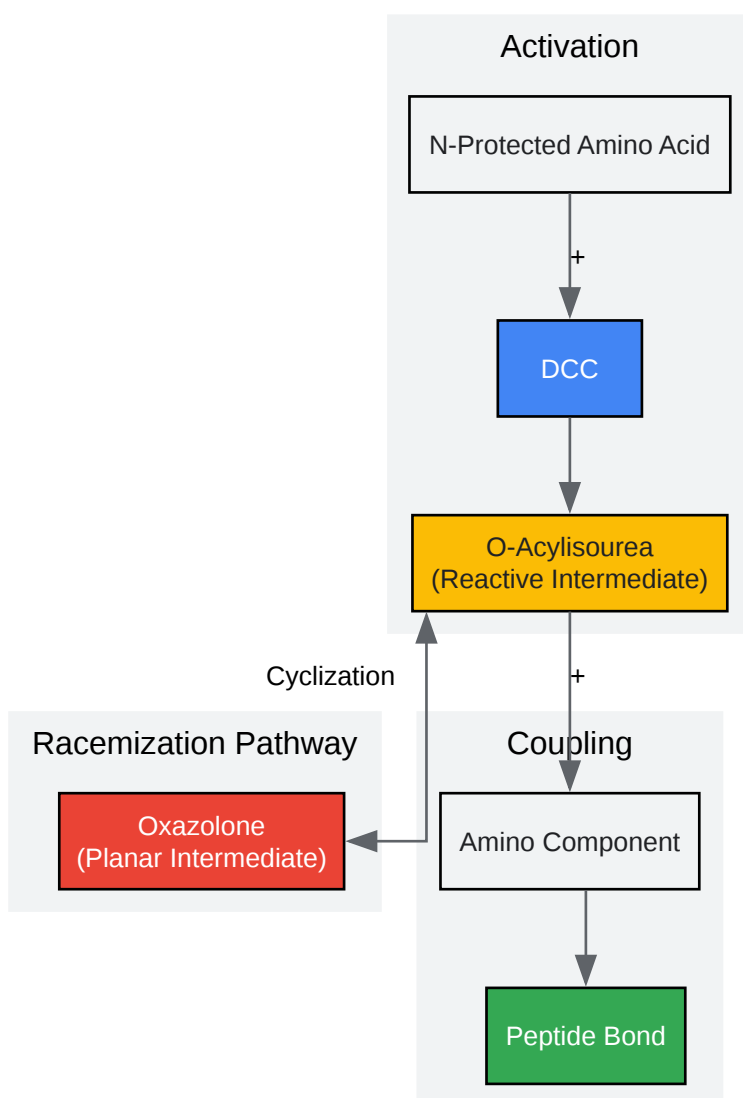 Activation
N-Protected Amino Acid
+
DCC
O-Acylisourea
(Reactive Intermediate)
Cyclization
+
Racemization Pathway
Oxazolone
(Planar Intermediate)
Coupling
Amino Component
Peptide Bond